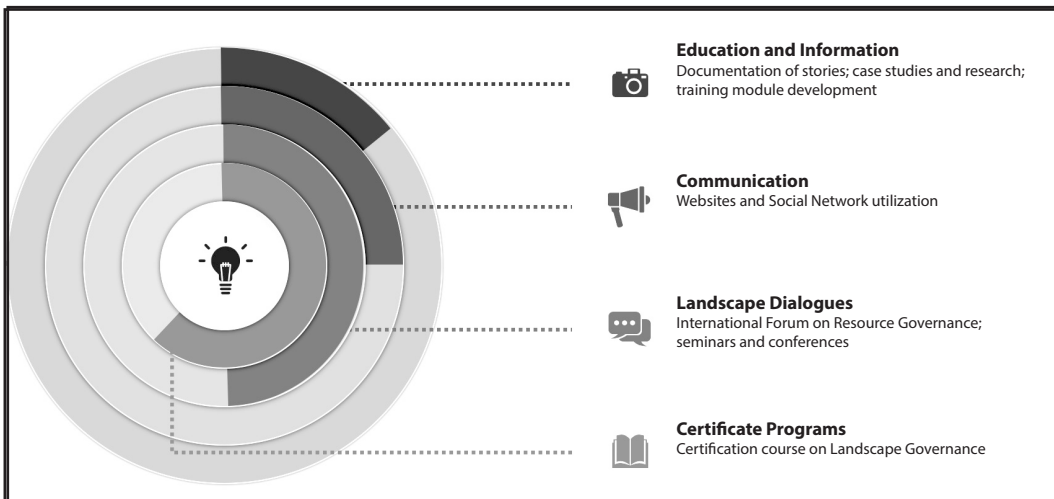 Education and Information
Documentation of stories; case studies and research;
training module development
Communication
Websites and Social Network utilization
Landscape Dialogues
International Forum on Resource Governance;
seminars and conferences
Certificate Programs
Certification course on Landscape Governance